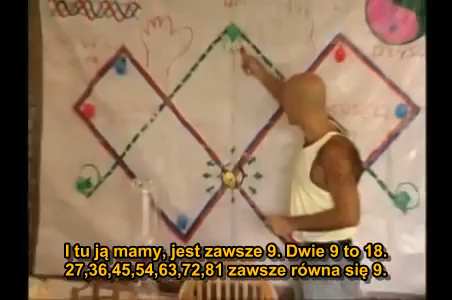 I tu ją mamy, jest zawsze 9. Dwie 9 to 18.
27,36,45,54,63,72,81 zawsze równa się 9.